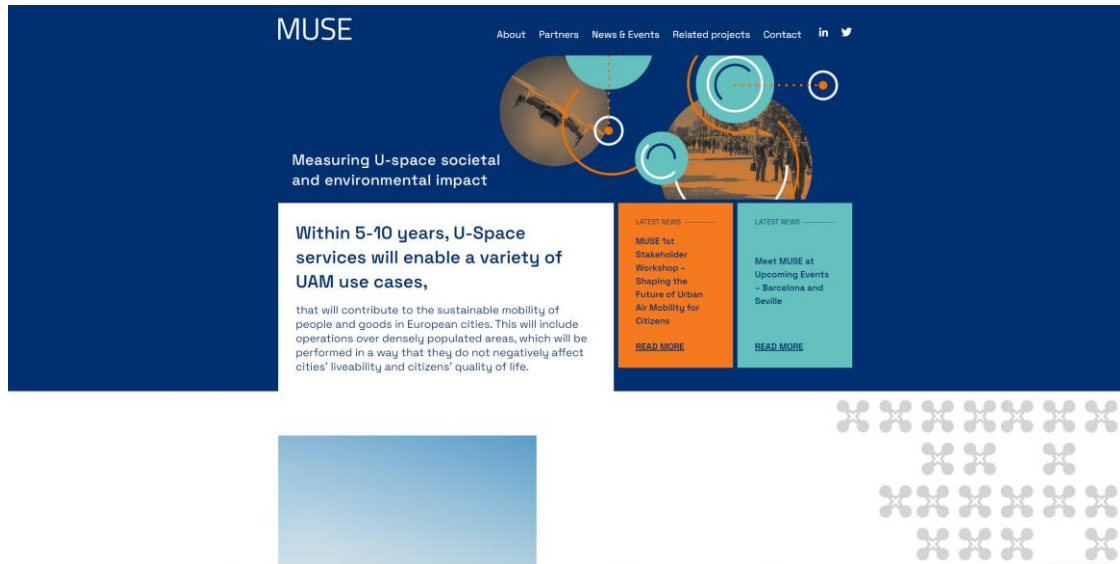 MUSE
About Partners News & Events Related projects Contact in
Measuring U-space societal
and environmental impact
Within 5-10 years, U-Space
services will enable a variety of
UAM use cases,
that will contribute to the sustainable mobility of
people and goods in European cities. This will include
operations over densely populated areas, which will be
performed in a way that they do not negatively affect
cities' liveability and citizens' quality of life.
LATEST NEWS
MUSE 1st
Stakeholder
Workshop -
Shaping the
Future of Urban
Air Mobility for
Citizens
READ MORE
LATEST NEWS
Meet MUSE at
Upcoming Events
- Barcelona and
Seville
READ MORE